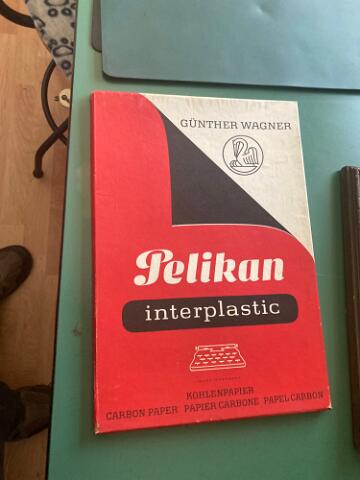 GÜNTHER WAGNER
Pelikan
interplastic
KOHLENPAPIER
CARBON PAPER PAPIER CARBONE PAPEL CARBON